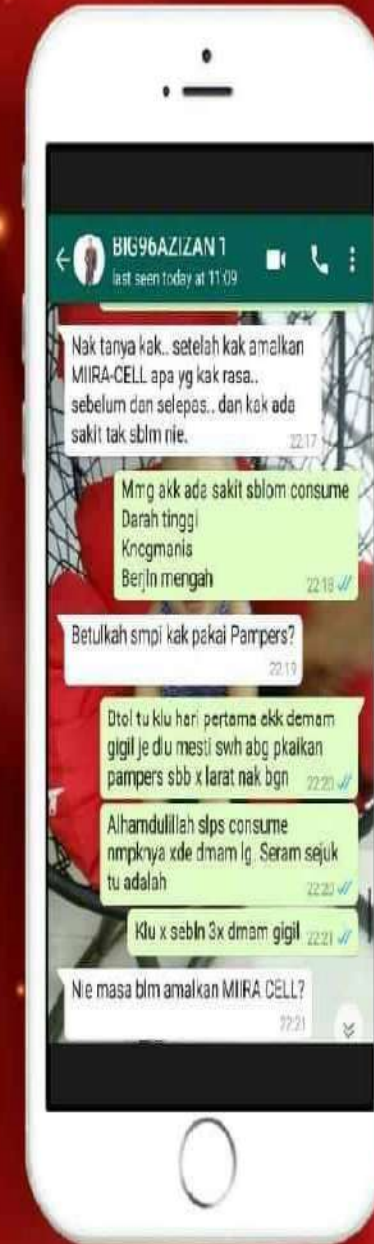 BIG96AZIZAN 1
last seen today at 11:09
Nak tanya kak.. setelah kak amalkan
MIIRA-CELL apa yg kak rasa..
sebelum dan selepas.. dan kak ada
sakit tak sblm nie.
22:17
Mmg akk ada sakit sblom consume
Darah tinggi
Kncgmanis
Berjln mengah
22:18
Betulkah smpi kak pakai Pampers?
22:19
Btol tu klu hari pertama akk demam
gigil je dlu mesti swh abg pkaikan
pampers sbb x larat nak bgn
22:20
Alhamdulillah slps consume
nmpknya xde dmam lg. Seram sejuk
tu adalah
22:20
Klu x sebln 3x dmam gigil
22:21
Nie masa blm amalkan MIIRA CELL?
22:21